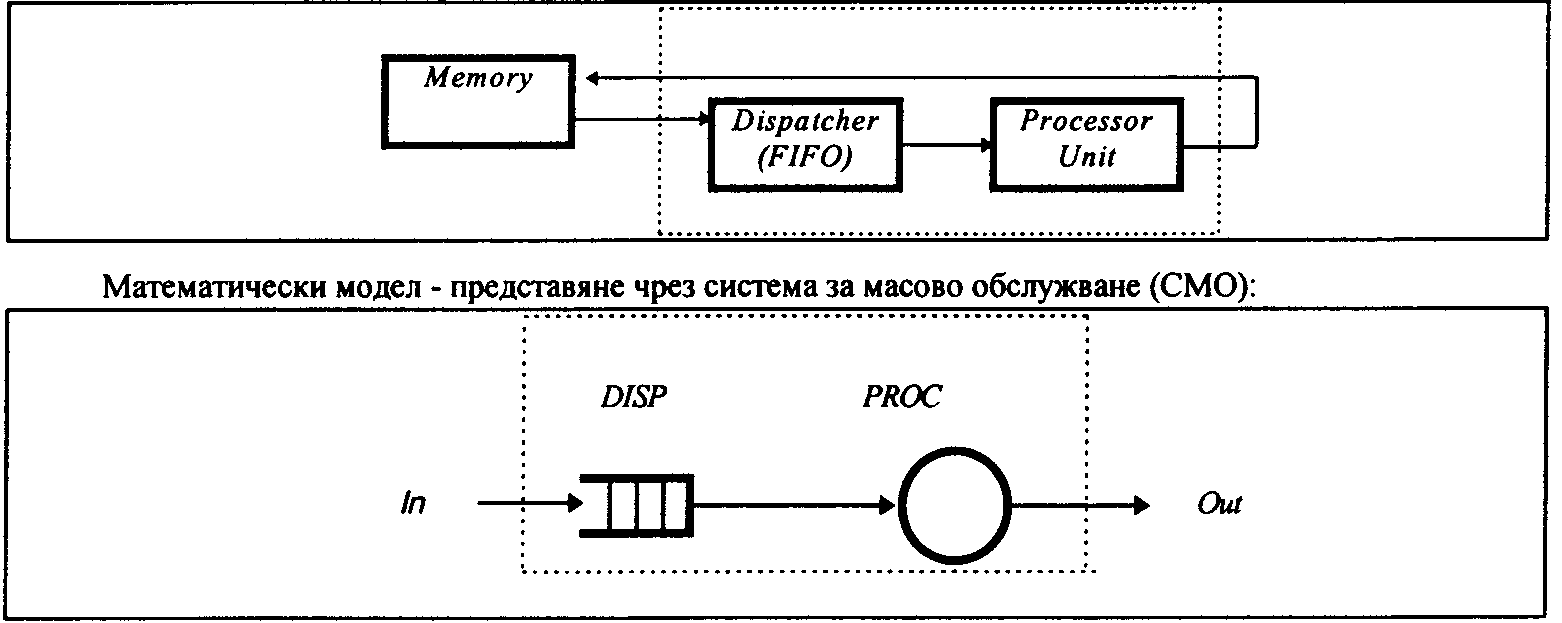 Memory
Dispatcher
(FIFO)
Processor
Unit
Математически модел - представяне чрез система за масово обслужване (СМО):
DISP
PROC
In
Out